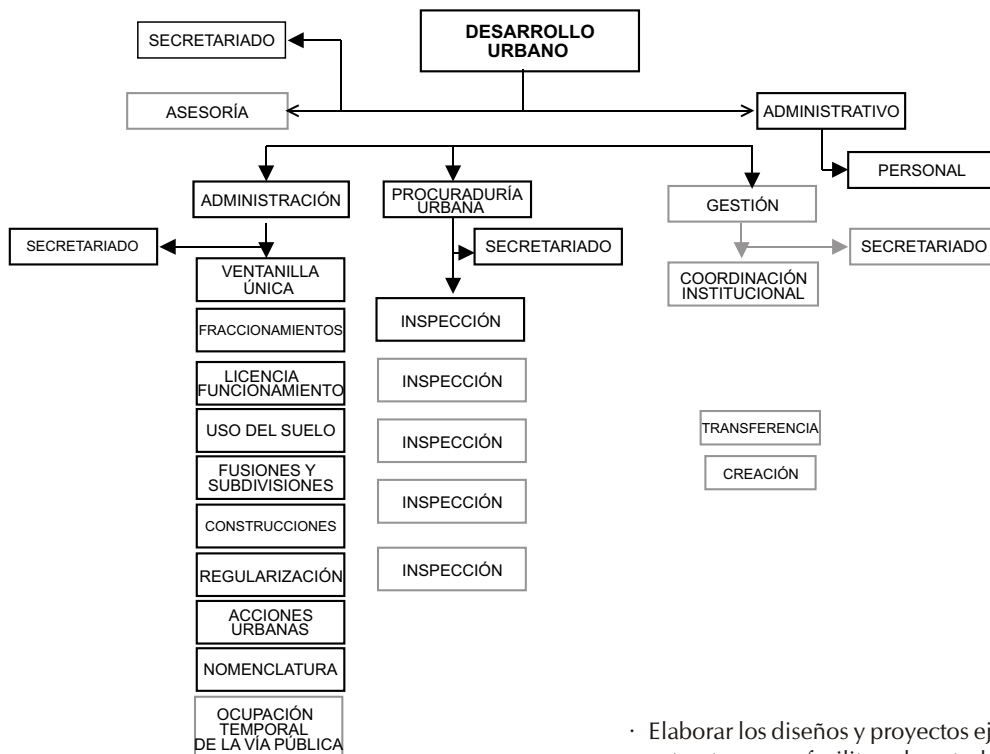 DESARROLLO
URBANO
SECRETARIADO
ASESORÍA
ADMINISTRATIVO
PERSONAL
ADMINISTRACIÓN
PROCURADURÍA
URBANA
GESTIÓN
SECRETARIADO
SECRETARIADO
SECRETARIADO
VENTANILLA
ÚNICA
COORDINACIÓN
INSTITUCIONAL
FRACCIONAMIENTOS
INSPECCIÓN
LICENCIA
FUNCIONAMIENTO
INSPECCIÓN
USO DEL SUELO
INSPECCIÓN
TRANSFERENCIA
FUSIONES Y
SUBDIVISIONES
CREACIÓN
CONSTRUCCIONES
INSPECCIÓN
REGULARIZACIÓN
INSPECCIÓN
ACCIONES
URBANAS
NOMENCLATURA
OCUPACIÓN
TEMPORAL
DE LA VÍA PÚBLICA
· Elaborar los diseños y proyectos ej